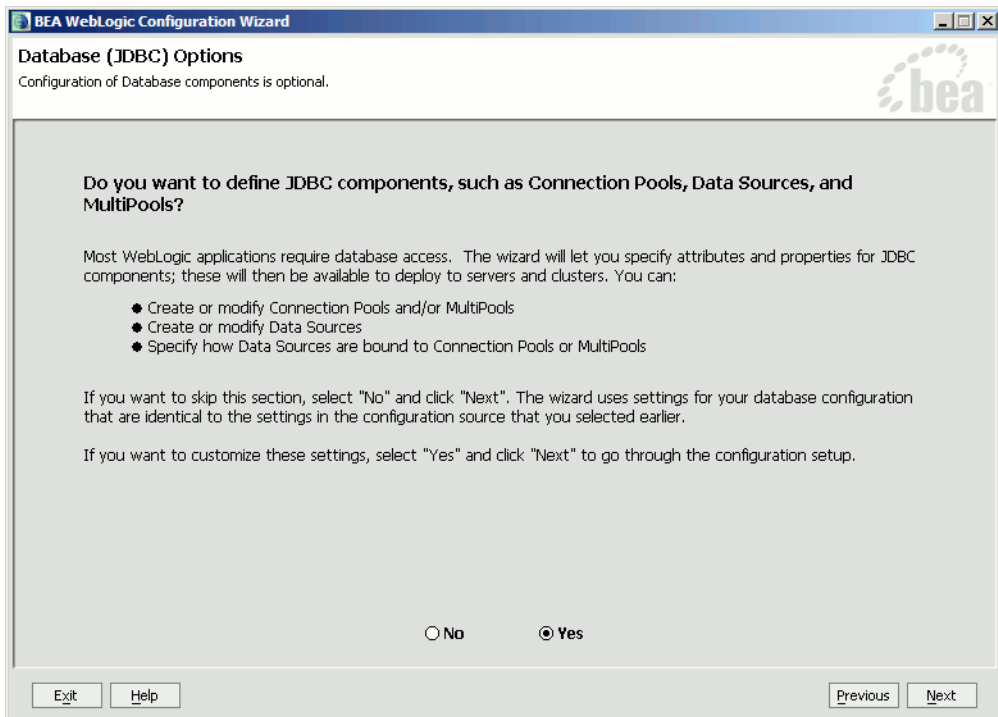 BEA WebLogic Configuration Wizard
Database (JDBC) Options
Configuration of Database components is optional.
bea
Do you want to define JDBC components, such as Connection Pools, Data Sources, and
MultiPools?
Most WebLogic applications require database access.  The wizard will let you specify attributes and properties for JDBC
components; these will then be available to deploy to servers and clusters. You can:
Create or modify Connection Pools and/or MultiPools
Create or modify Data Sources
Specify how Data Sources are bound to Connection Pools or MultiPools
If you want to skip this section, select "No" and click "Next". The wizard uses settings for your database configuration
that are identical to the settings in the configuration source that you selected earlier.
If you want to customize these settings, select "Yes" and click "Next" to go through the configuration setup.
No Yes
Exit Help Previous Next